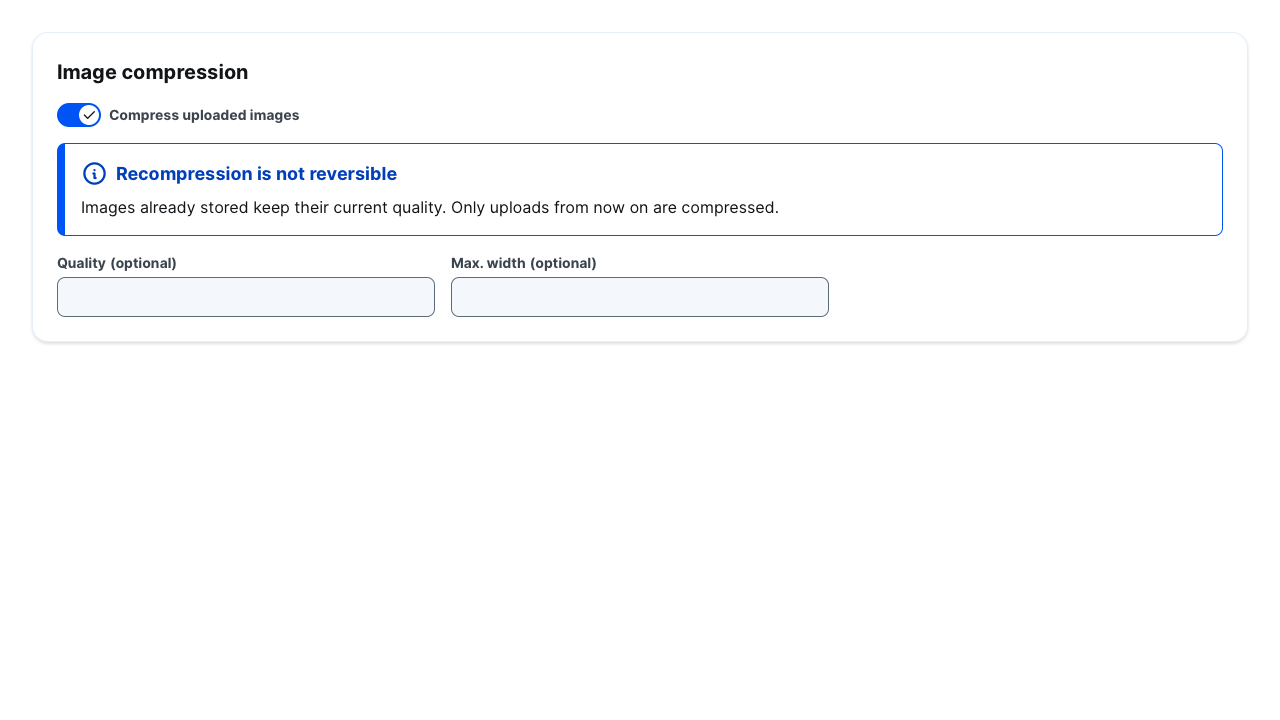 Image compression
Compress uploaded images
Recompression is not reversible
Images already stored keep their current quality. Only uploads from now on are compressed.
Quality (optional)
Max. width (optional)